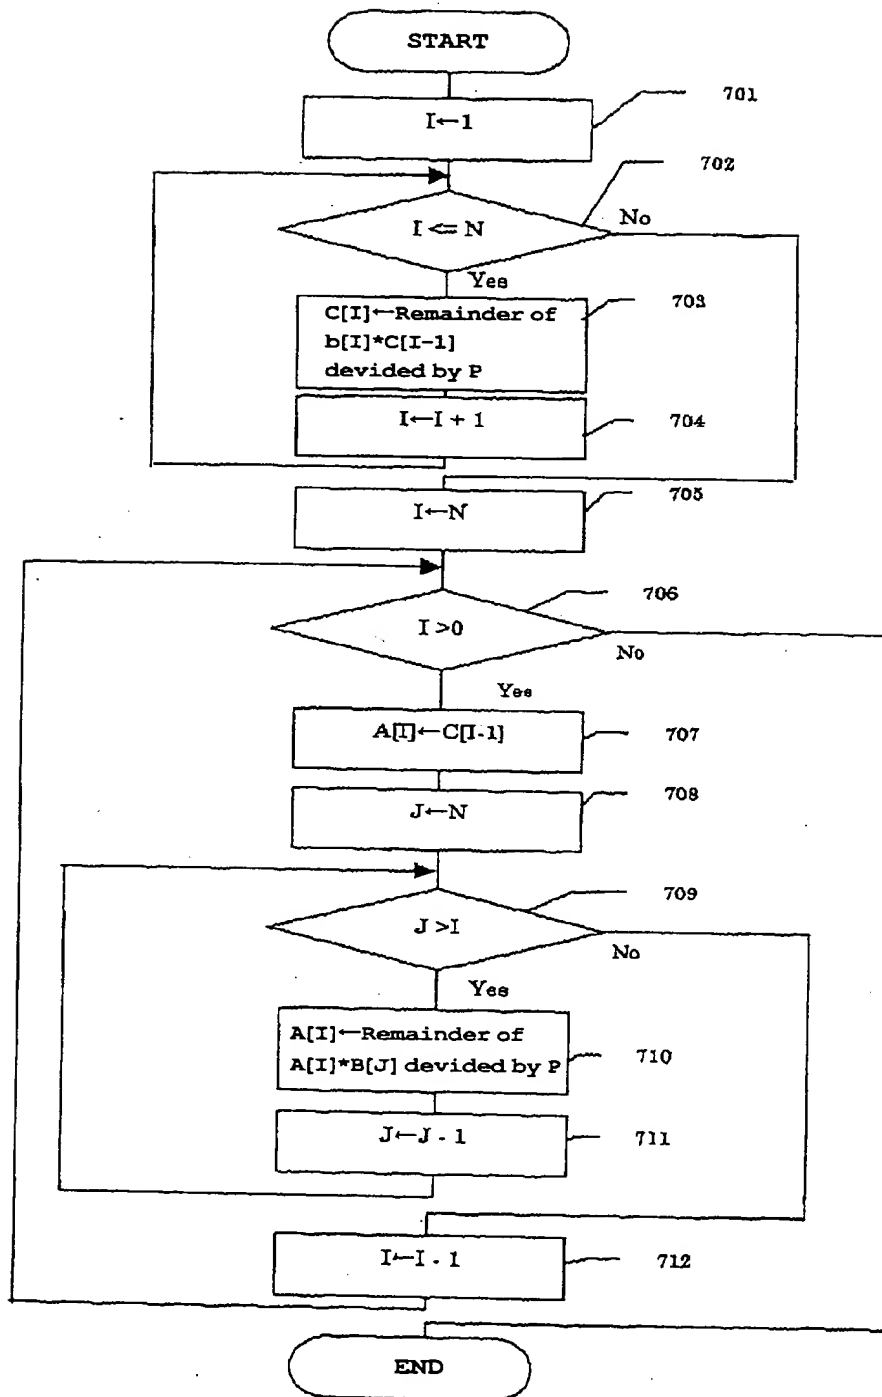 START
701
I←1
702
I <= N
No
Yes
C[I]←Remainder of
b[I]*C[I-1]
devided by P
703
I←I + 1
704
I←N
705
706
I >0
No
Yes
A[I]←C[I-1]
707
J←N
708
709
J >I
No
Yes
A[I]←Remainder of
A[I]*B[J] devided by P
710
J←J - 1
711
I←I - 1
712
END